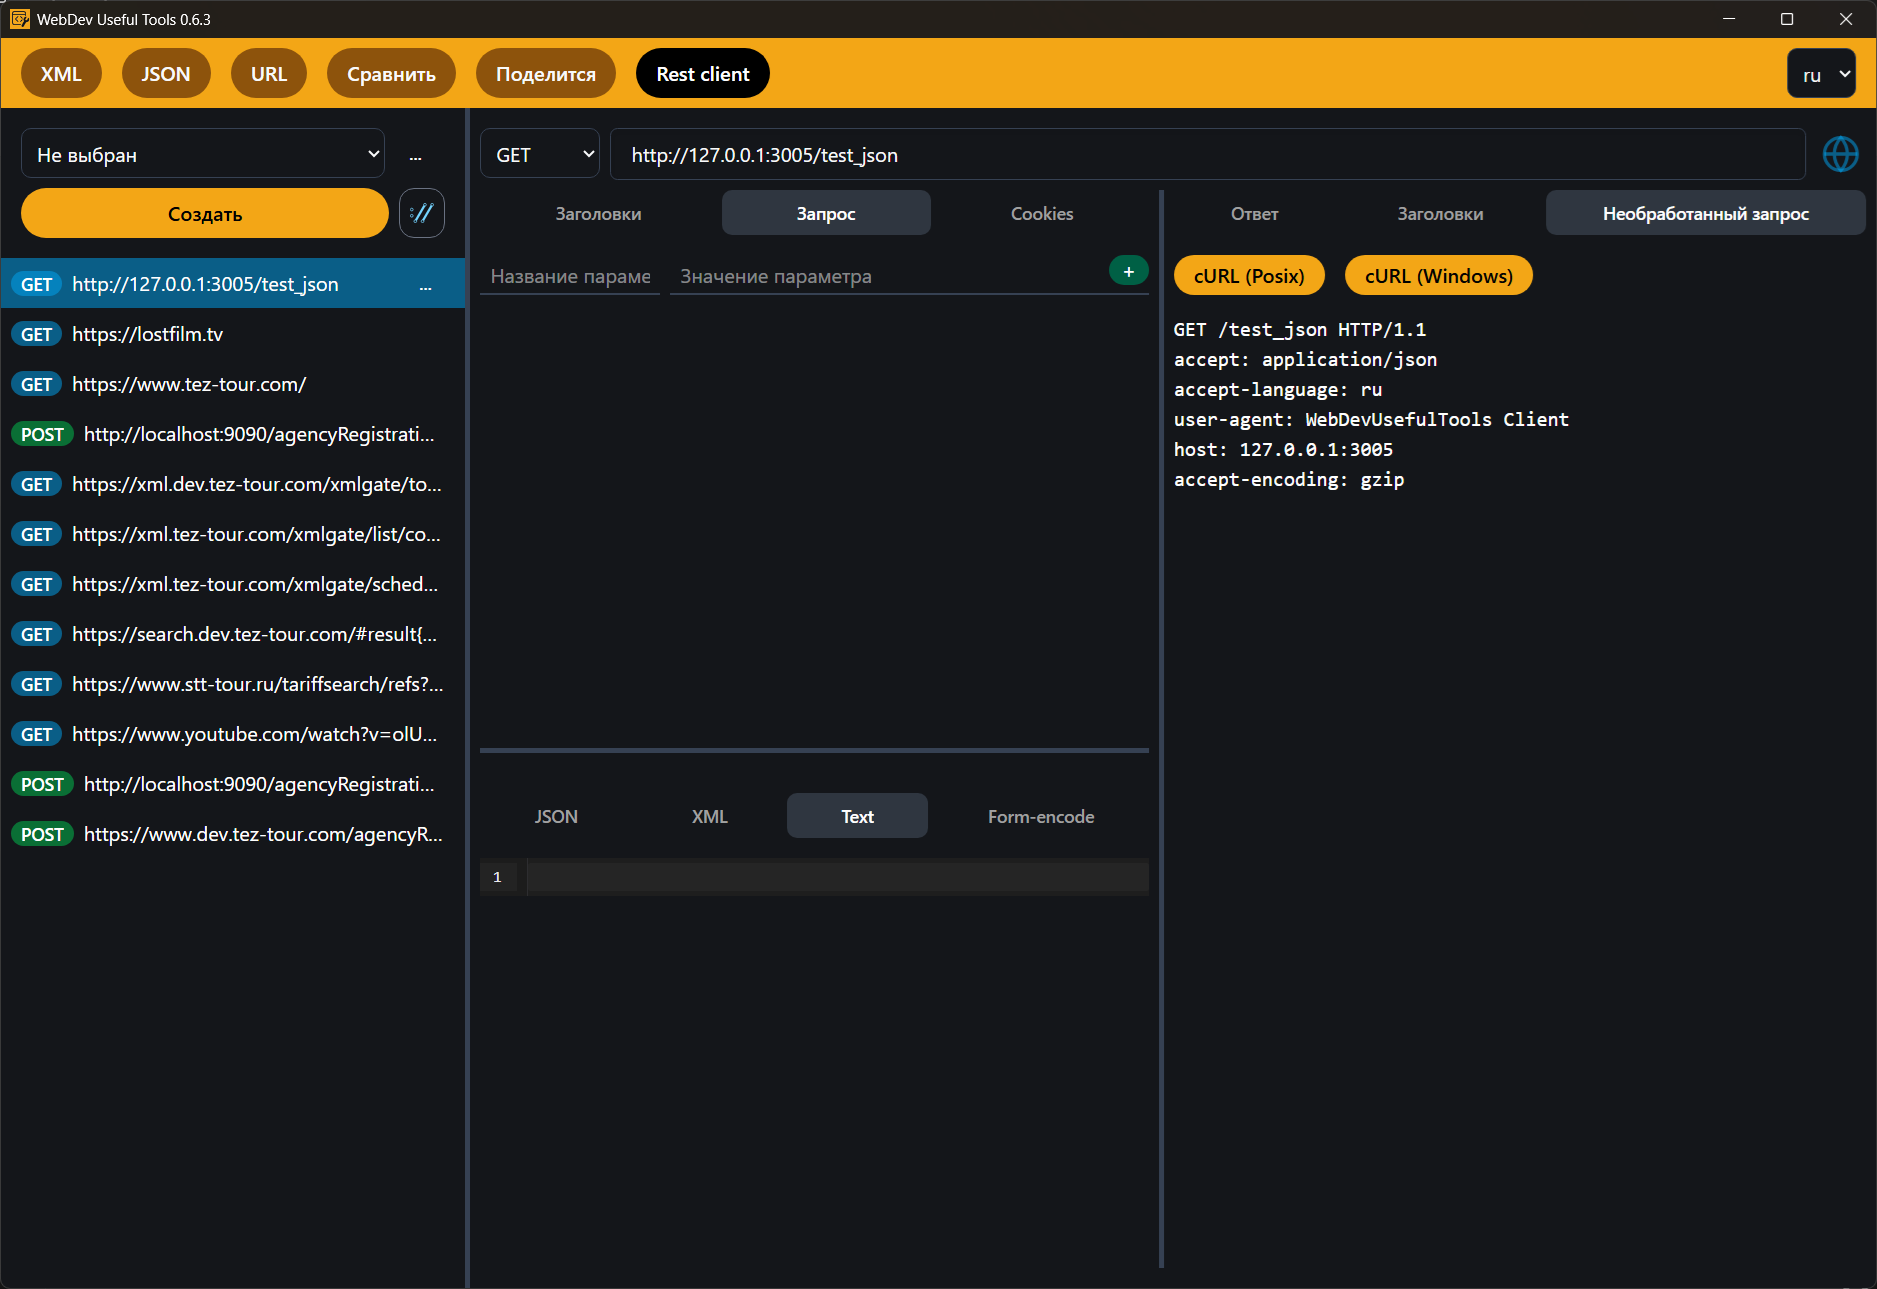 WebDev Useful Tools 0.6.3
XML JSON URL Сравнить Поделится Rest client ru
Не выбран ...
Создать
GET http://127.0.0.1:3005/test_json ...
GET https://lostfilm.tv
GET https://www.tez-tour.com/
POST http://localhost:9090/agencyRegistrati...
GET https://xml.dev.tez-tour.com/xmlgate/to...
GET https://xml.tez-tour.com/xmlgate/list/co...
GET https://xml.tez-tour.com/xmlgate/sched...
GET https://search.dev.tez-tour.com/#result{...
GET https://www.stt-tour.ru/tariffsearch/refs?...
GET https://www.youtube.com/watch?v=olU...
POST http://localhost:9090/agencyRegistrati...
POST https://www.dev.tez-tour.com/agencyR...
GET http://127.0.0.1:3005/test_json
Заголовки Запрос Cookies
Название параме Значение параметра +
JSON XML Text Form-encode
1
Ответ Заголовки Необработанный запрос
cURL (Posix) cURL (Windows)
GET /test_json HTTP/1.1
accept: application/json
accept-language: ru
user-agent: WebDevUsefulTools Client
host: 127.0.0.1:3005
accept-encoding: gzip